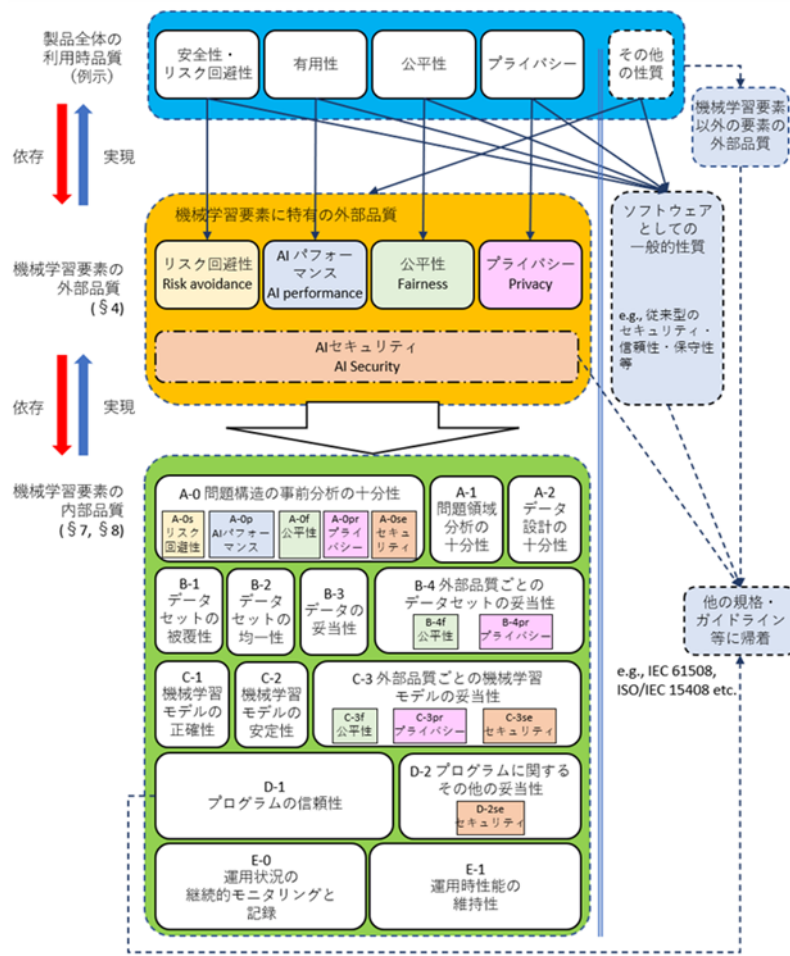 製品全体の
利用時品質
(例示)
安全性・
リスク回避性
有用性
公平性
プライバシー
その他
の性質
機械学習要素
以外の要素の
外部品質
依存
実現
機械学習要素に特有の外部品質
ソフトウェア
としての
一般的性質
e.g., 従来型の
セキュリティ・
信頼性・保守性
等
機械学習要素の
外部品質
(§4)
リスク回避性
Risk avoidance
AI パフォー
マンス
AI performance
公平性
Fairness
プライバシー
Privacy
AIセキュリティ
AI Security
依存
実現
機械学習要素の
内部品質
(§7, §8)
A-0 問題構造の事前分析の十分性
A-0s
リスク
回避性
A-0p
AIパフォー
マンス
A-0f
公平性
A-0pr
プライ
バシー
A-0se
セキュ
リティ
A-1
問題領域
分析の
十分性
A-2
データ
設計の
十分性
B-1
データ
セットの
被覆性
B-2
データ
セットの
均一性
B-3
データの
妥当性
B-4 外部品質ごとの
データセットの妥当性
B-4f
公平性
B-4pr
プライバシー
他の規格・
ガイドライン
等に帰着
e.g., IEC 61508,
ISO/IEC 15408 etc.
C-1
機械学習
モデルの
正確性
C-2
機械学習
モデルの
安定性
C-3 外部品質ごとの機械学習
モデルの妥当性
C-3f
公平性
C-3pr
プライバシー
C-3se
セキュリティ
D-1
プログラムの信頼性
D-2 プログラムに関する
その他の妥当性
D-2se
セキュリティ
E-0
運用状況の
継続的モニタリングと
記録
E-1
運用時性能の
維持性